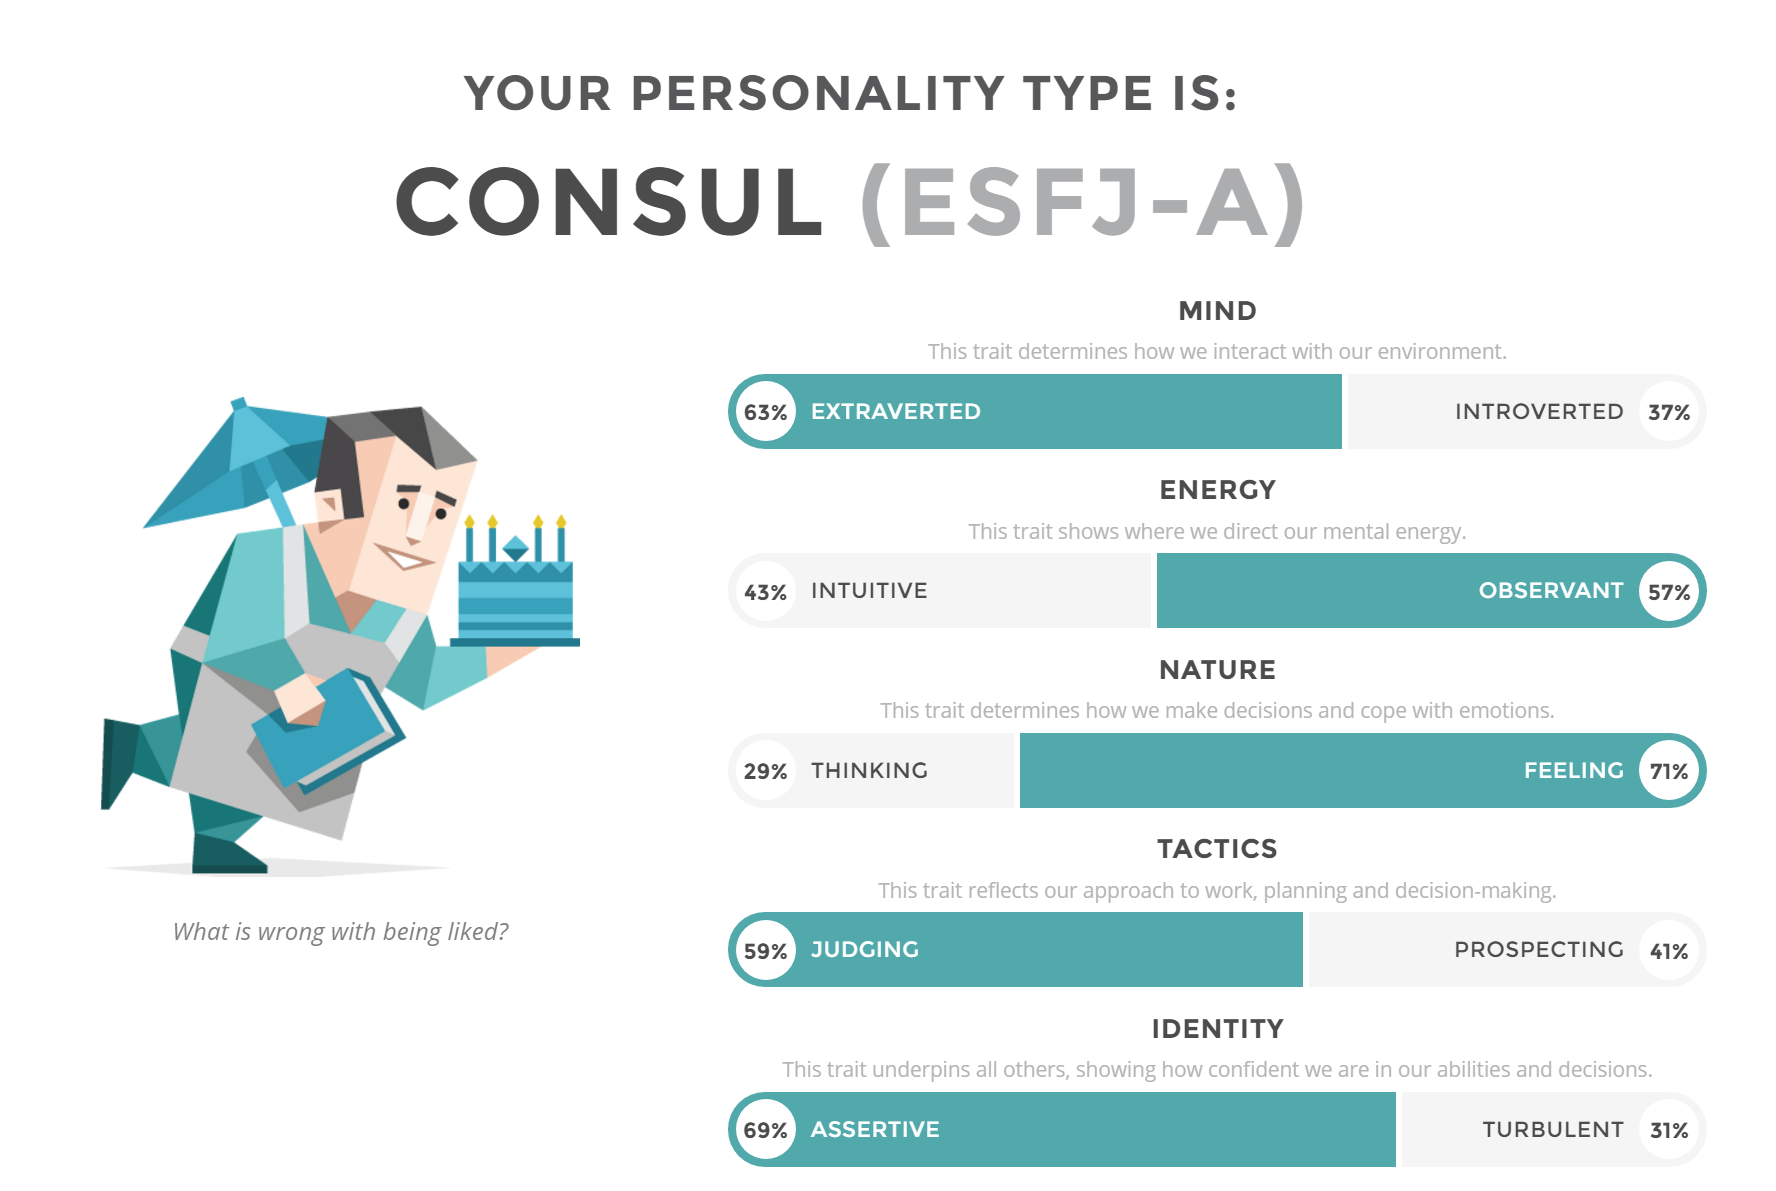 YOUR PERSONALITY TYPE IS:
CONSUL (ESFJ-A)
MIND
This trait determines how we interact with our environment.
63% EXTRAVERTED INTROVERTED 37%
ENERGY
This trait shows where we direct our mental energy.
43% INTUITIVE OBSERVANT 57%
NATURE
This trait determines how we make decisions and cope with emotions.
29% THINKING FEELING 71%
TACTICS
This trait reflects our approach to work, planning and decision-making.
59% JUDGING PROSPECTING 41%
IDENTITY
This trait underpins all others, showing how confident we are in our abilities and decisions.
69% ASSERTIVE TURBULENT 31%
What is wrong with being liked?